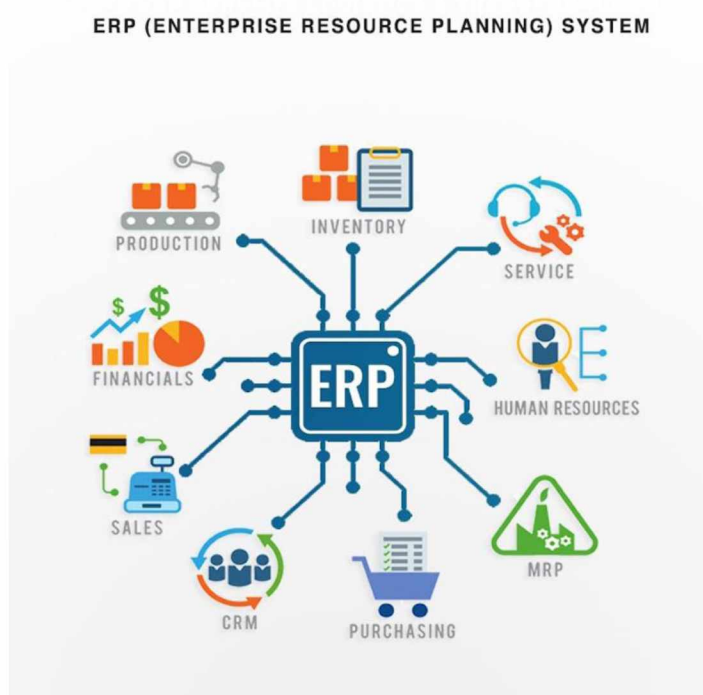 ERP (ENTERPRISE RESOURCE PLANNING) SYSTEM
INVENTORY
PRODUCTION
SERVICE
$ $
FINANCIALS
ERP
HUMAN RESOURCES
SALES
MRP
CRM
PURCHASING